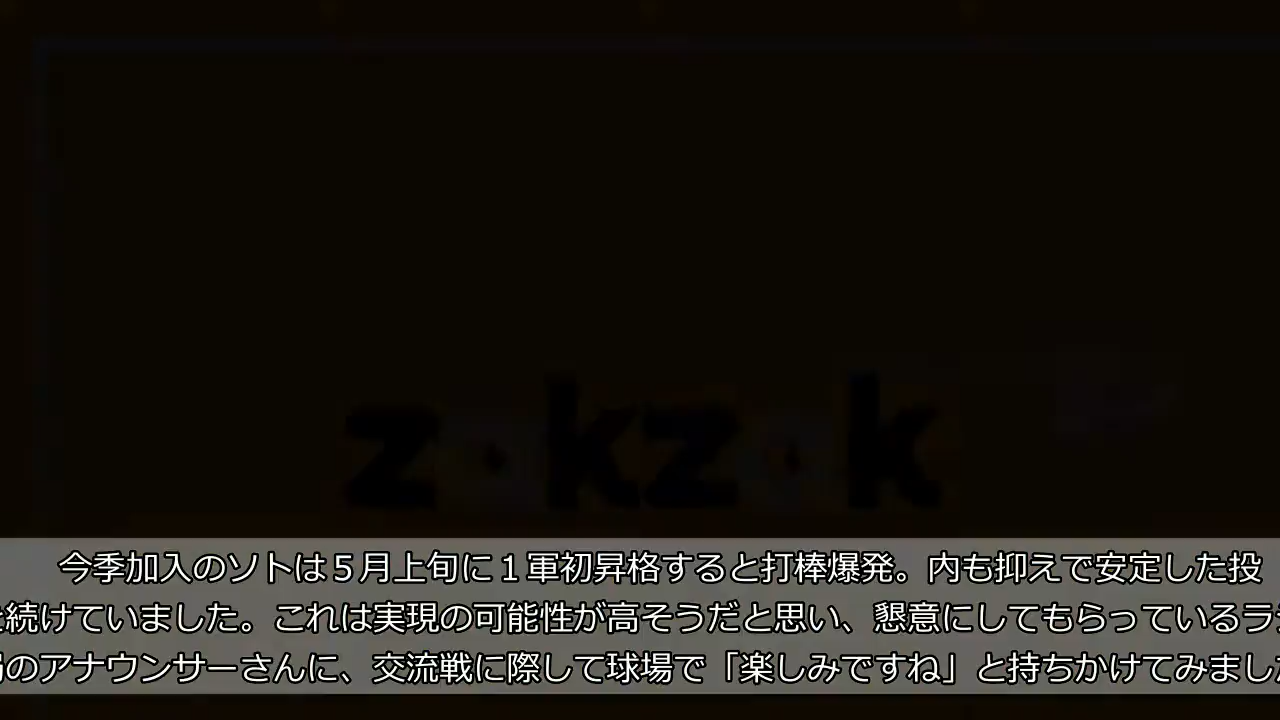 zakzak
今季加入のソトは５月上旬に１軍初昇格すると打棒爆発。内も抑えで安定した投
続けていました。これは実現の可能性が高そうだと思い、懇意にしてもらっているラ
のアナウンサーさんに、交流戦に際して球場で「楽しみですね」と持ちかけてみまし